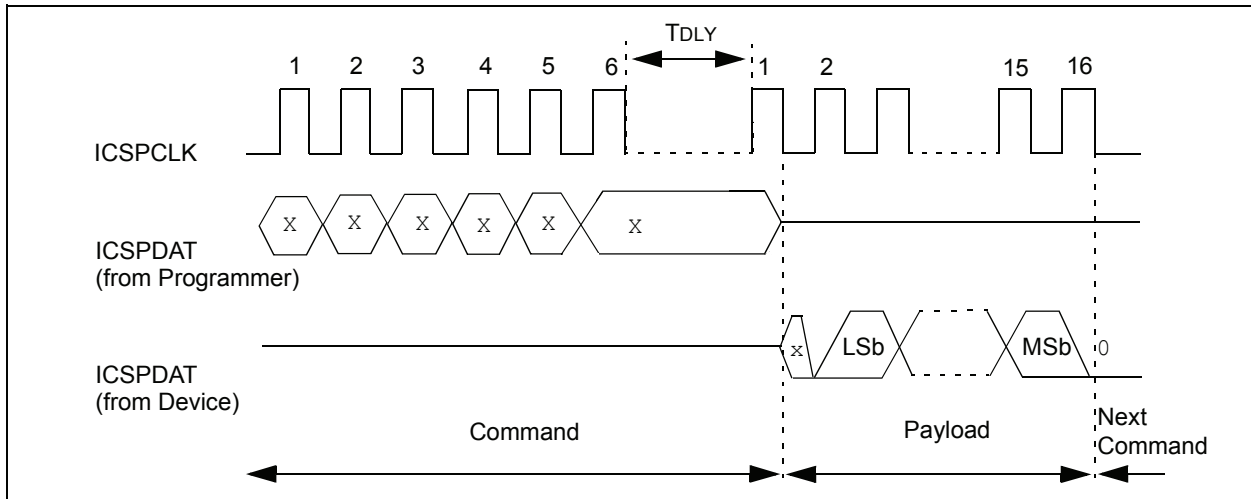 TDLY
1 2 3 4 5 6 1 2 15 16
ICSPCLK
X X X X X X
ICSPDAT
(from Programmer)
x LSb MSb 0
ICSPDAT
(from Device)
Command Payload Next
Command